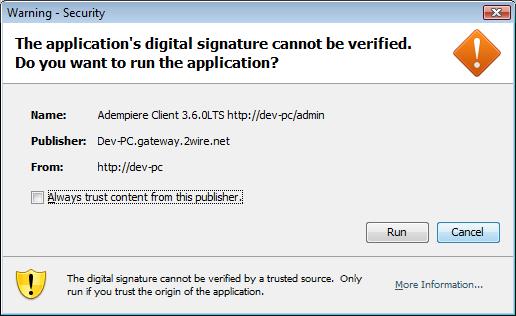 Warning - Security
The application's digital signature cannot be verified.
Do you want to run the application?
Name: Adempiere Client 3.6.0LTS http://dev-pc/admin
Publisher: Dev-PC.gateway.2wire.net
From: http://dev-pc
Always trust content from this publisher.
Run Cancel
The digital signature cannot be verified by a trusted source. Only
run if you trust the origin of the application.
More Information...